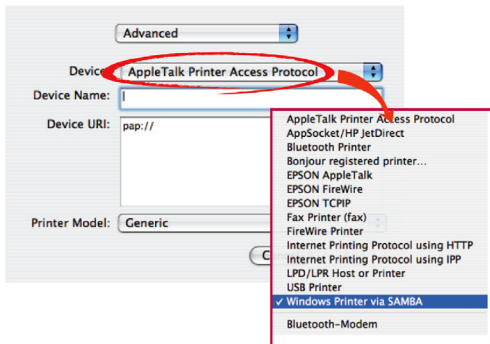 Advanced
Device AppleTalk Printer Access Protocol
Device Name:
Device URI: pap://
Printer Model: Generic
AppleTalk Printer Access Protocol
AppSocket/HP JetDirect
Bluetooth Printer
Bonjour registered printer...
EPSON AppleTalk
EPSON FireWire
EPSON TCPIP
Fax Printer (fax)
FireWire Printer
Internet Printing Protocol using HTTP
Internet Printing Protocol using IPP
LPD/LPR Host or Printer
USB Printer
✓ Windows Printer via SAMBA
Bluetooth-Modem